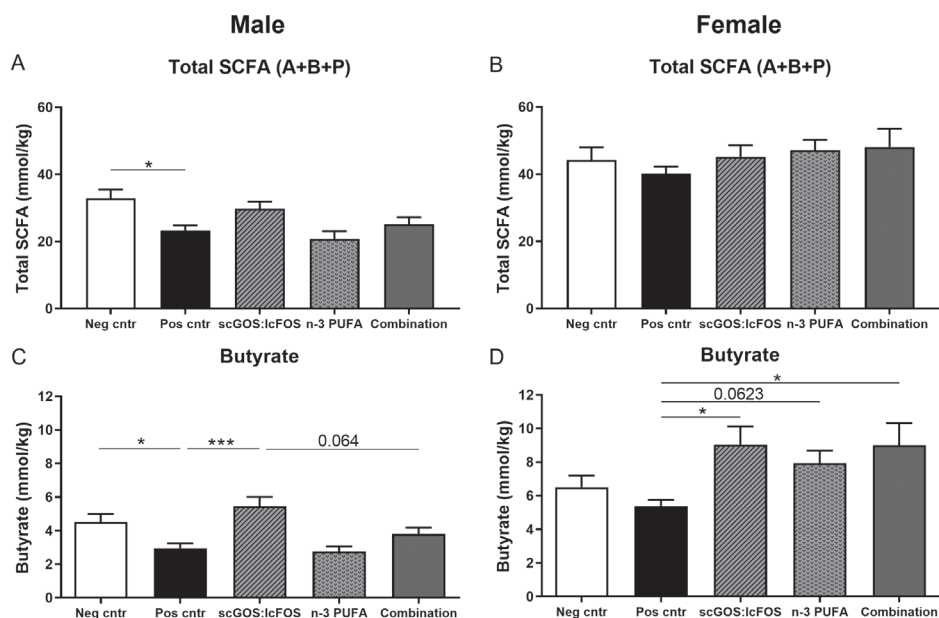 Male
Female
A
Total SCFA (A+B+P)
B
Total SCFA (A+B+P)
Total SCFA (mmol/kg)
60
40
20
0
*
Neg cntr Pos cntr scGOS:lcFOS n-3 PUFA Combination
Total SCFA (mmol/kg)
60
40
20
0
Neg cntr Pos cntr scGOS:lcFOS n-3 PUFA Combination
C
Butyrate
D
Butyrate
Butyrate (mmol/kg)
12
10
8
6
4
2
0
* *** 0.064
Neg cntr Pos cntr scGOS:lcFOS n-3 PUFA Combination
Butyrate (mmol/kg)
12
10
8
6
4
2
0
*
0.0623
*
Neg cntr Pos cntr scGOS:lcFOS n-3 PUFA Combination